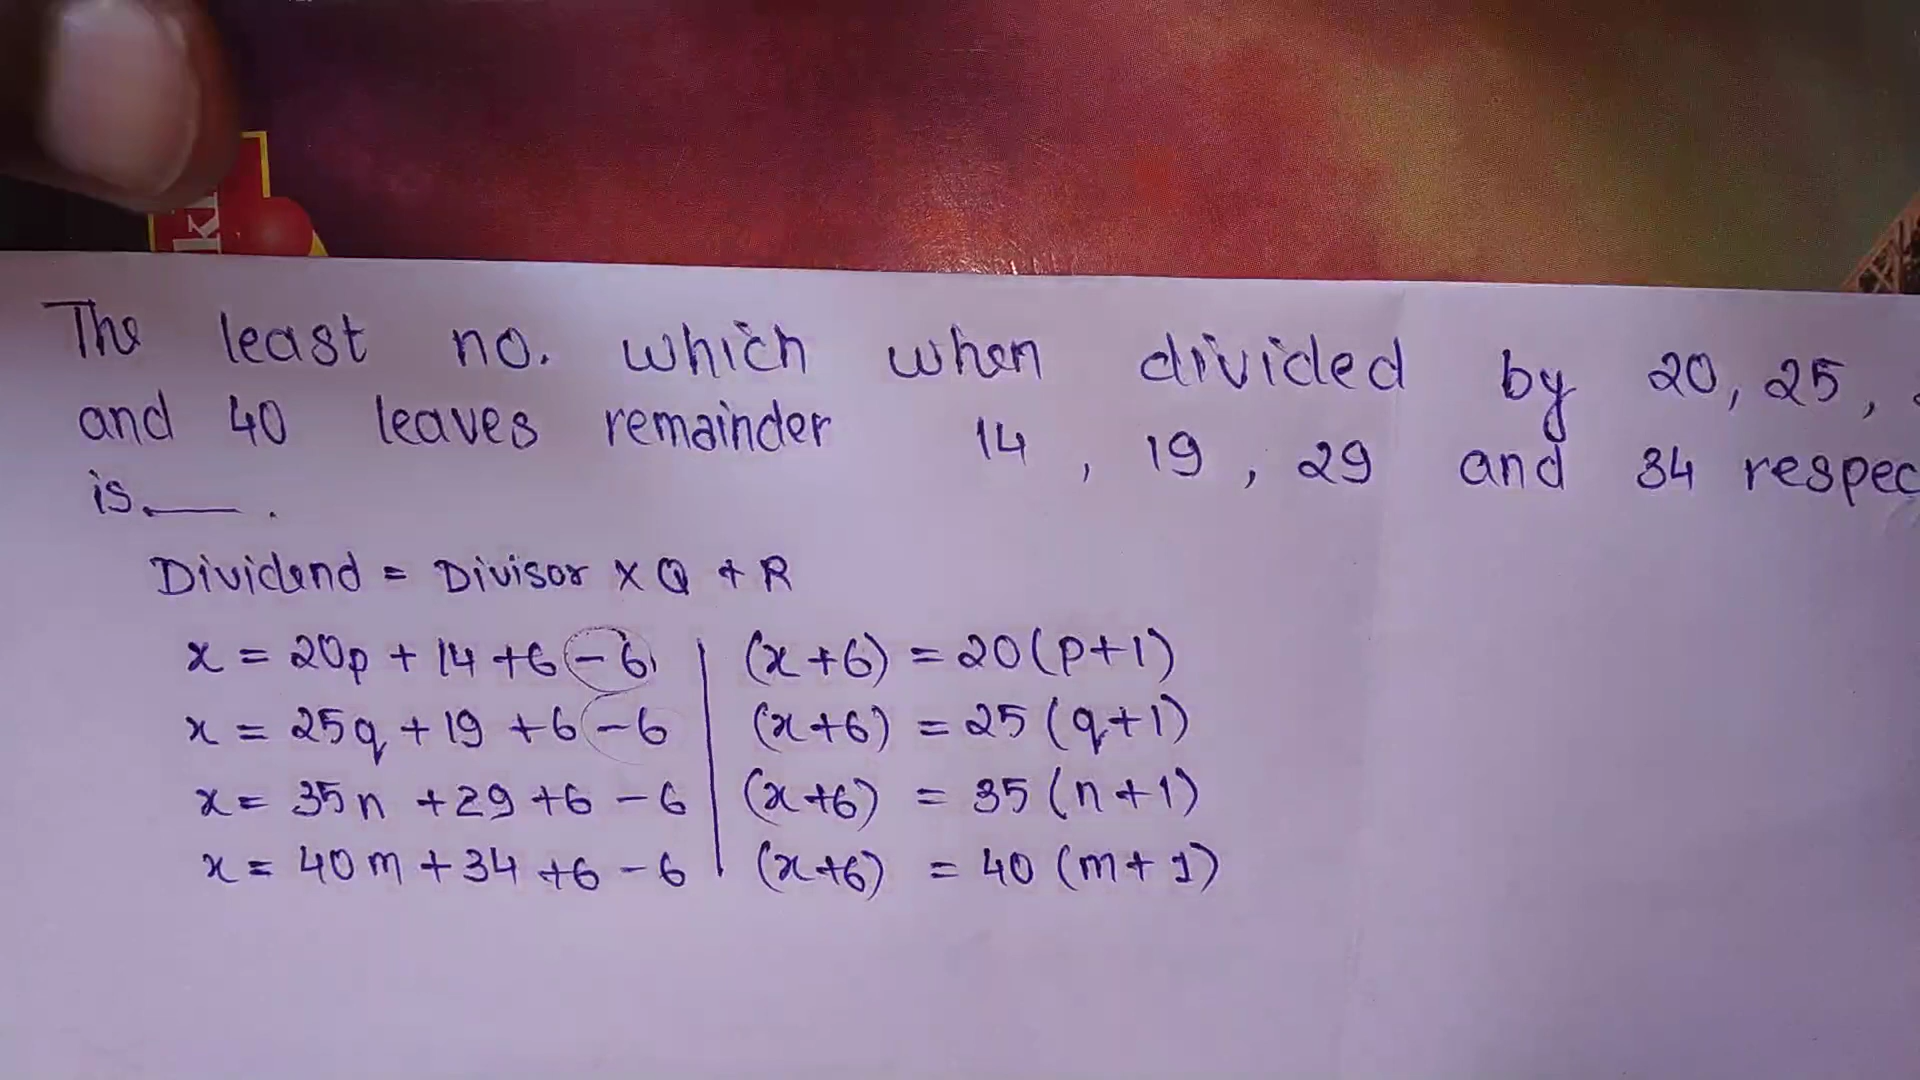 The least no. which when divided by 20, 25,
and 40 leaves remainder 14, 19, 29 and 34 respec
is ___.
Dividend = Divisor x Q + R
x = 20p + 14 + 6 - 6 | (x+6) = 20(p+1)
x = 25q + 19 + 6 - 6 | (x+6) = 25(q+1)
x = 35n + 29 + 6 - 6 | (x+6) = 35(n+1)
x = 40m + 34 + 6 - 6 | (x+6) = 40(m+1)